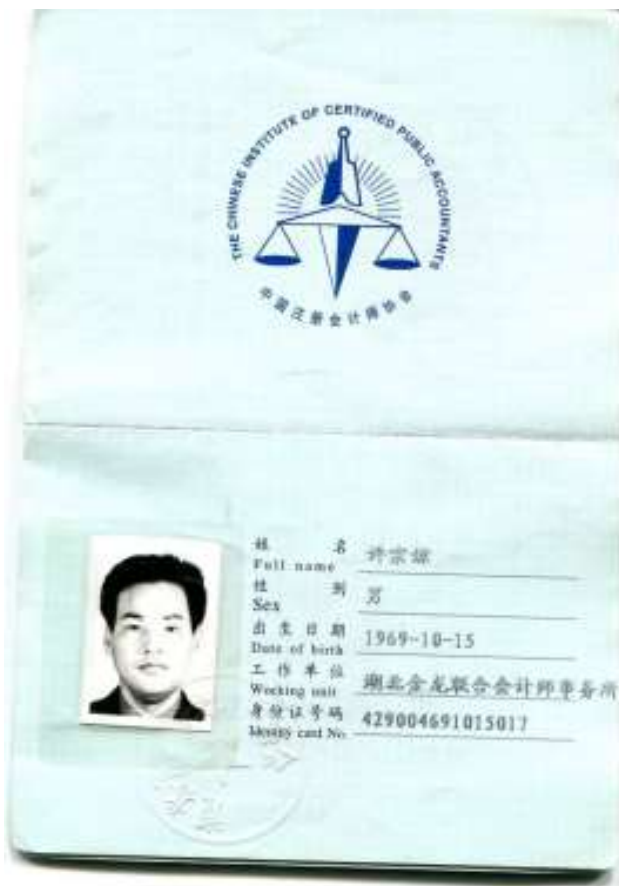 THE CHINESE INSTITUTE OF CERTIFIED PUBLIC ACCOUNTANTS
中国注册会计师协会
姓 名 许宗谅
Full name
性 别 男
Sex
出生日期 1969-10-15
Date of birth
工作单位 湖北金龙联合会计师事务所
Working unit
身份证号码 429004691015017
Identity card No.